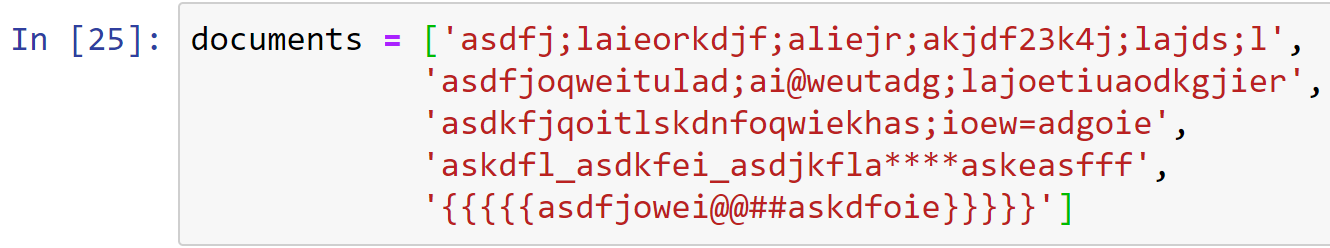 In [25]: documents = ['asdfj;laieorkdjf;aliejr;akjdf23k4j;lajds;l',
'asdfjoqweitulad;ai@weutadg;lajoetiuaodkgjier',
'asdkfjqoitlskdnfoqwiekhas;ioew=adgoie',
'askdfl_asdkfei_asdjkfla****askeasfff',
'{{{{{asdfjowei@@##askdfoie}}}}}']